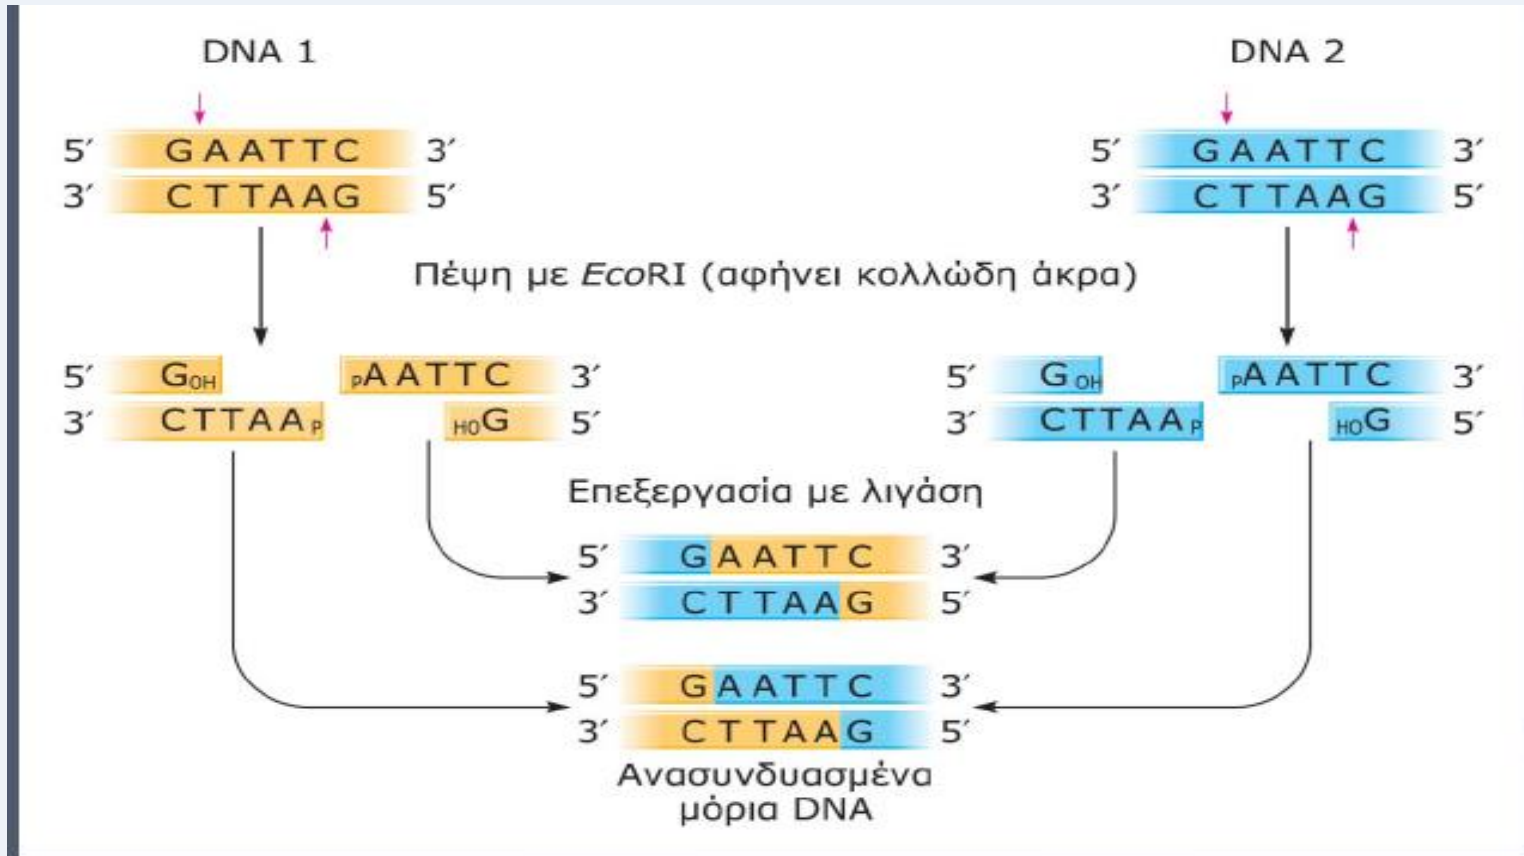 DNA 1
DNA 2
5′ GAATTC 3′
3′ CTTAAG 5′
5′ GAATTC 3′
3′ CTTAAG 5′
Πέψη με EcoRI (αφήνει κολλώδη άκρα)
5′ GOH PAATTC 3′
3′ CTTAAP HOG 5′
5′ GOH PAATTC 3′
3′ CTTAAP HOG 5′
Επεξεργασία με λιγάση
5′ GAATTC 3′
3′ CTTAAG 5′
5′ GAATTC 3′
3′ CTTAAG 5′
Ανασυνδυασμένα
μόρια DNA